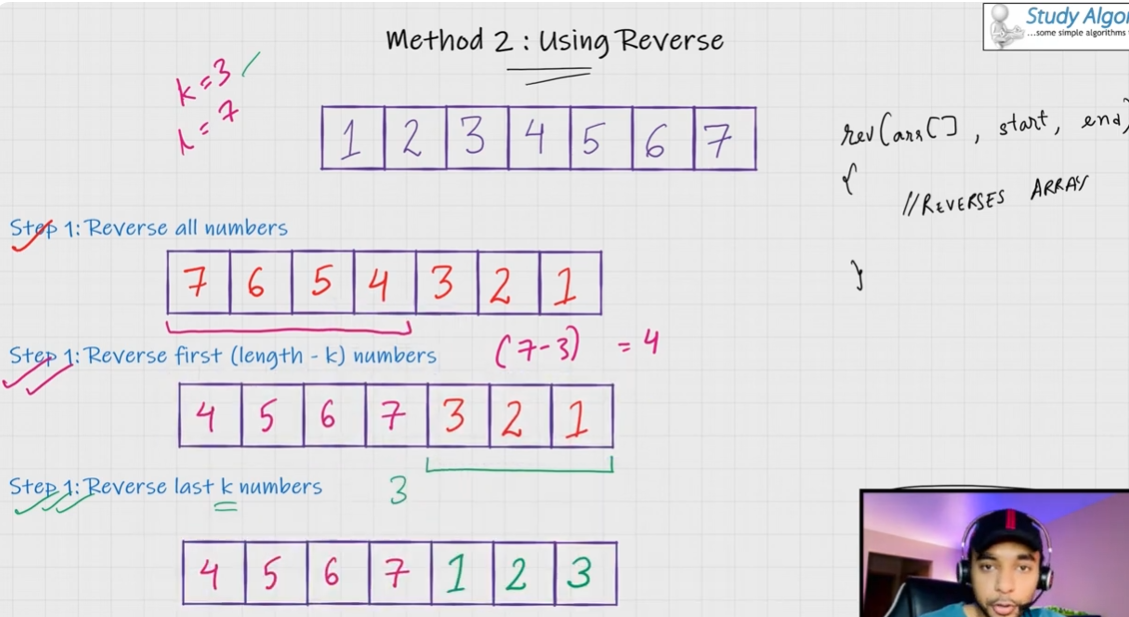 Study Algo
...some simple algorithms
Method 2 : Using Reverse
k = 3
l = 7
1 2 3 4 5 6 7
rev(arr[], start, end)
{
//REVERSES ARRAY
}
Step 1: Reverse all numbers
7 6 5 4 3 2 1
Step 1: Reverse first (length - k) numbers
(7-3) = 4
4 5 6 7 3 2 1
Step 1: Reverse last k numbers
3
4 5 6 7 1 2 3